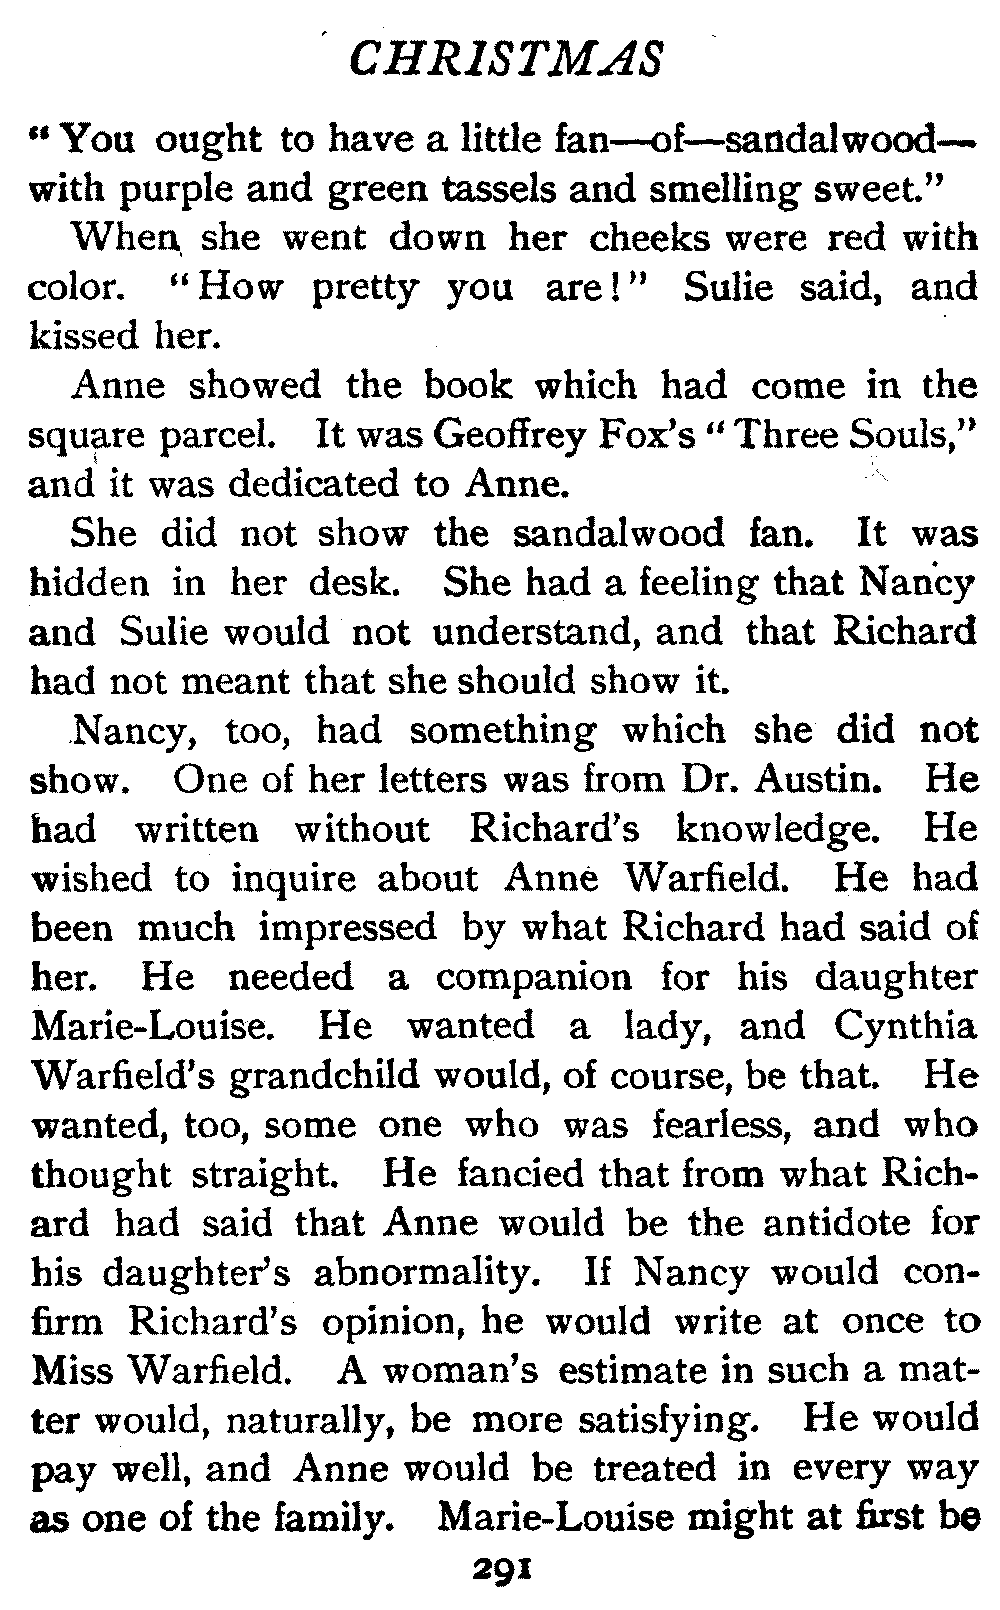 CHRISTMAS
“You ought to have a little fan—of—sandalwood—
with purple and green tassels and smelling sweet.”
When she went down her cheeks were red with
color. “How pretty you are!” Sulie said, and
kissed her.
Anne showed the book which had come in the
square parcel. It was Geoffrey Fox’s “Three Souls,”
and it was dedicated to Anne.
She did not show the sandalwood fan. It was
hidden in her desk. She had a feeling that Nancy
and Sulie would not understand, and that Richard
had not meant that she should show it.
Nancy, too, had something which she did not
show. One of her letters was from Dr. Austin. He
had written without Richard’s knowledge. He
wished to inquire about Anne Warfield. He had
been much impressed by what Richard had said of
her. He needed a companion for his daughter
Marie-Louise. He wanted a lady, and Cynthia
Warfield’s grandchild would, of course, be that. He
wanted, too, some one who was fearless, and who
thought straight. He fancied that from what Rich-
ard had said that Anne would be the antidote for
his daughter’s abnormality. If Nancy would con-
firm Richard’s opinion, he would write at once to
Miss Warfield. A woman’s estimate in such a mat-
ter would, naturally, be more satisfying. He would
pay well, and Anne would be treated in every way
as one of the family. Marie-Louise might at first be
291